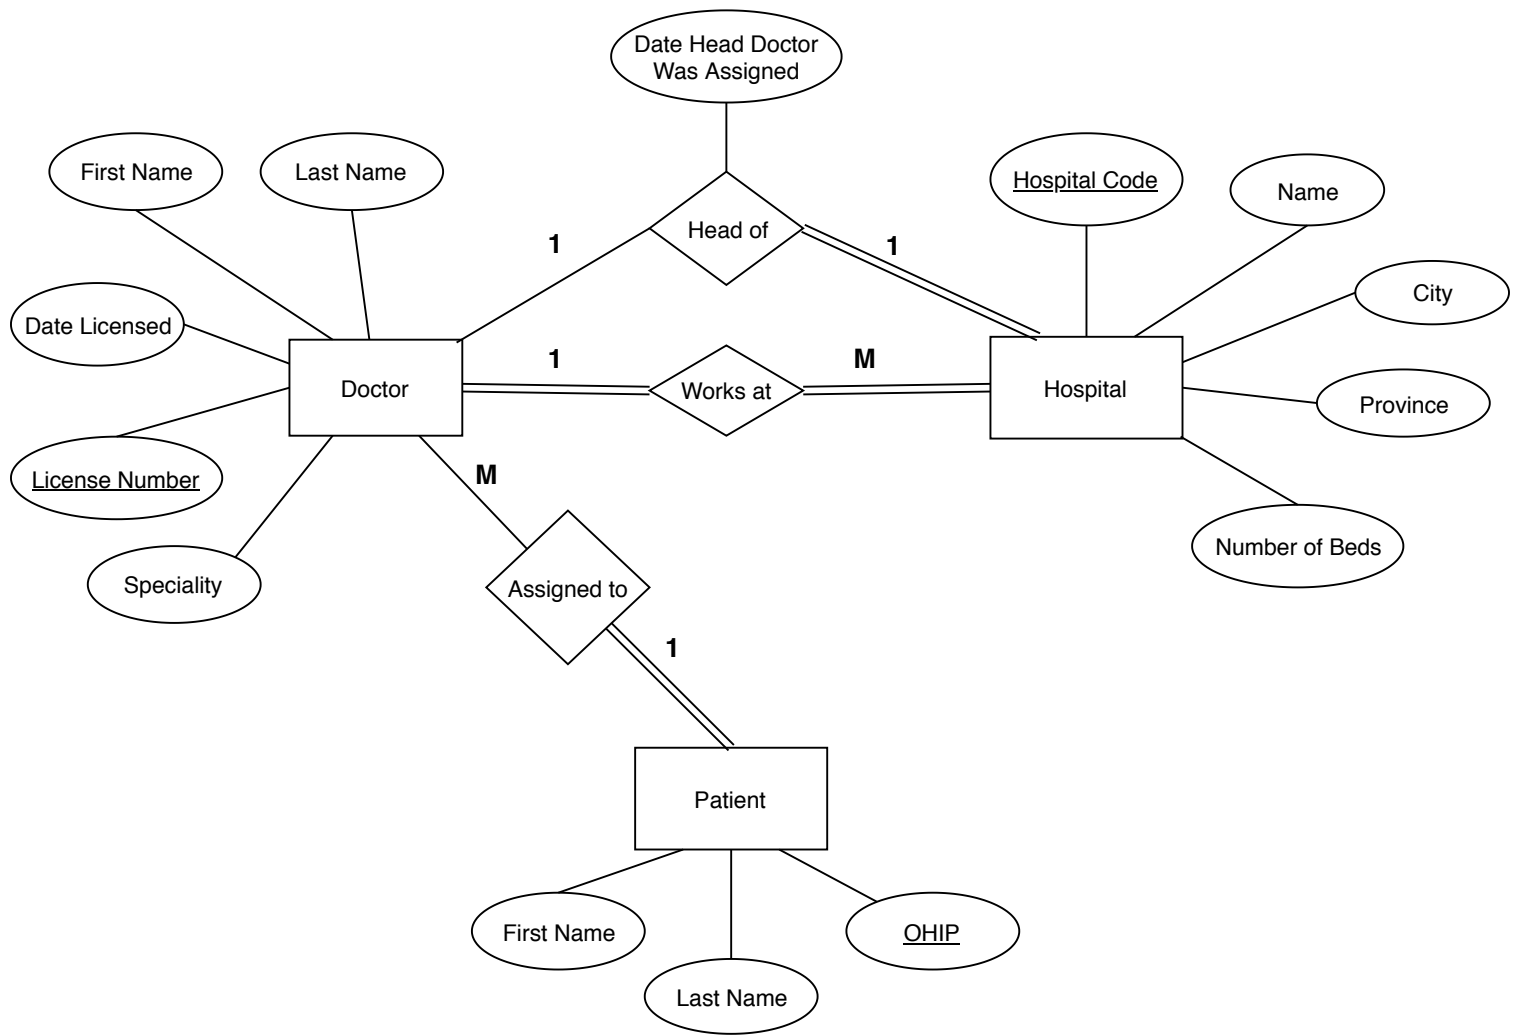 Date Head Doctor
Was Assigned
First Name
Last Name
Hospital Code
Name
Head of
1
1
City
Date Licensed
Doctor
1
Works at
M
Hospital
Province
License Number
M
Number of Beds
Speciality
Assigned to
1
Patient
First Name
OHIP
Last Name